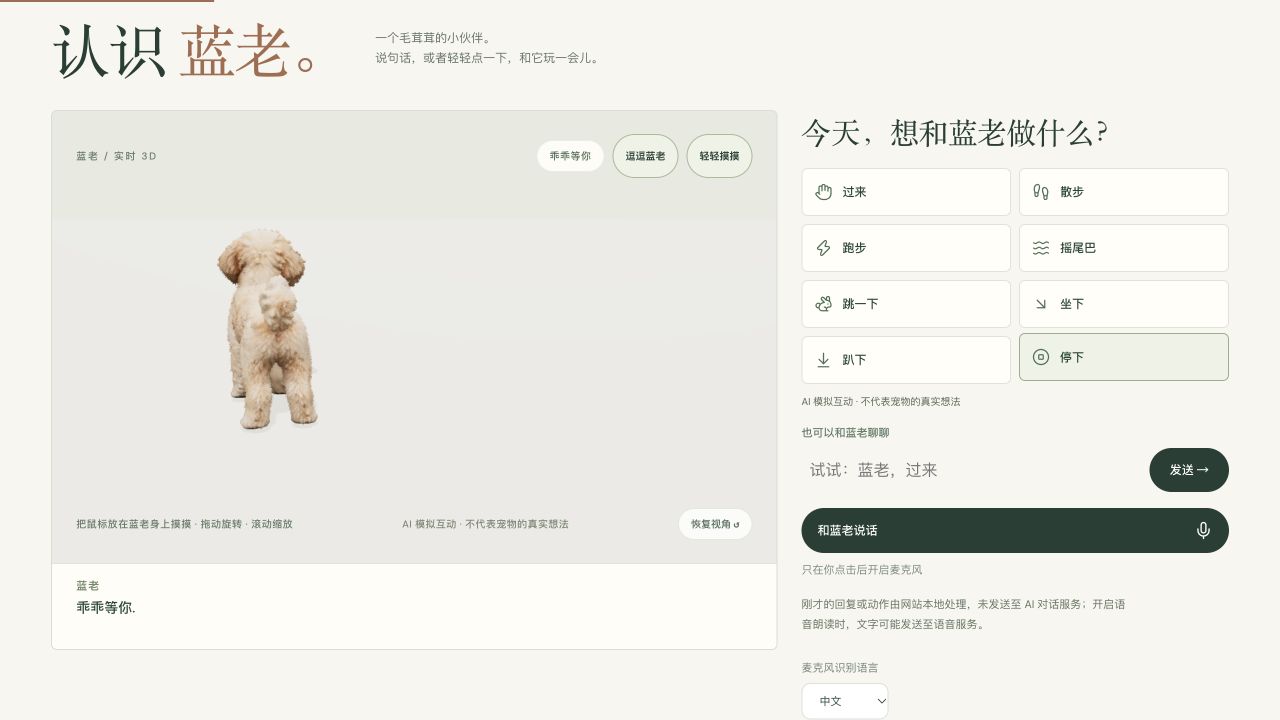 认识 蓝老。
一个毛茸茸的小伙伴。
说句话，或者轻轻点一下，和它玩一会儿。
蓝老 / 实时 3D
乖乖等你
逗逗蓝老
轻轻摸摸
把鼠标放在蓝老身上摸摸 · 拖动旋转 · 滚动缩放
AI 模拟互动 · 不代表宠物的真实想法
恢复视角 ↺
蓝老
乖乖等你.
今天，想和蓝老做什么?
过来
散步
跑步
摇尾巴
跳一下
坐下
趴下
停下
AI 模拟互动 · 不代表宠物的真实想法
也可以和蓝老聊聊
试试：蓝老，过来
发送 →
和蓝老说话
只在你点击后开启麦克风
刚才的回复或动作由网站本地处理，未发送至 AI 对话服务；开启语
音朗读时，文字可能发送至语音服务。
麦克风识别语言
中文